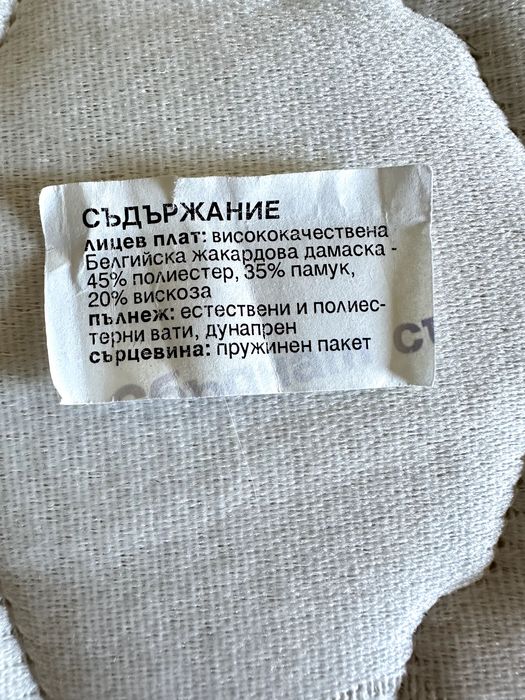 СЪДЪРЖАНИЕ
лицев плат: висококачествена
Белгийска жакардова дамаска -
45% полиестер, 35% памук,
20% вискоза
пълнеж: естествени и полиес-
терни вати, дунапрен
сърцевина: пружинен пакет